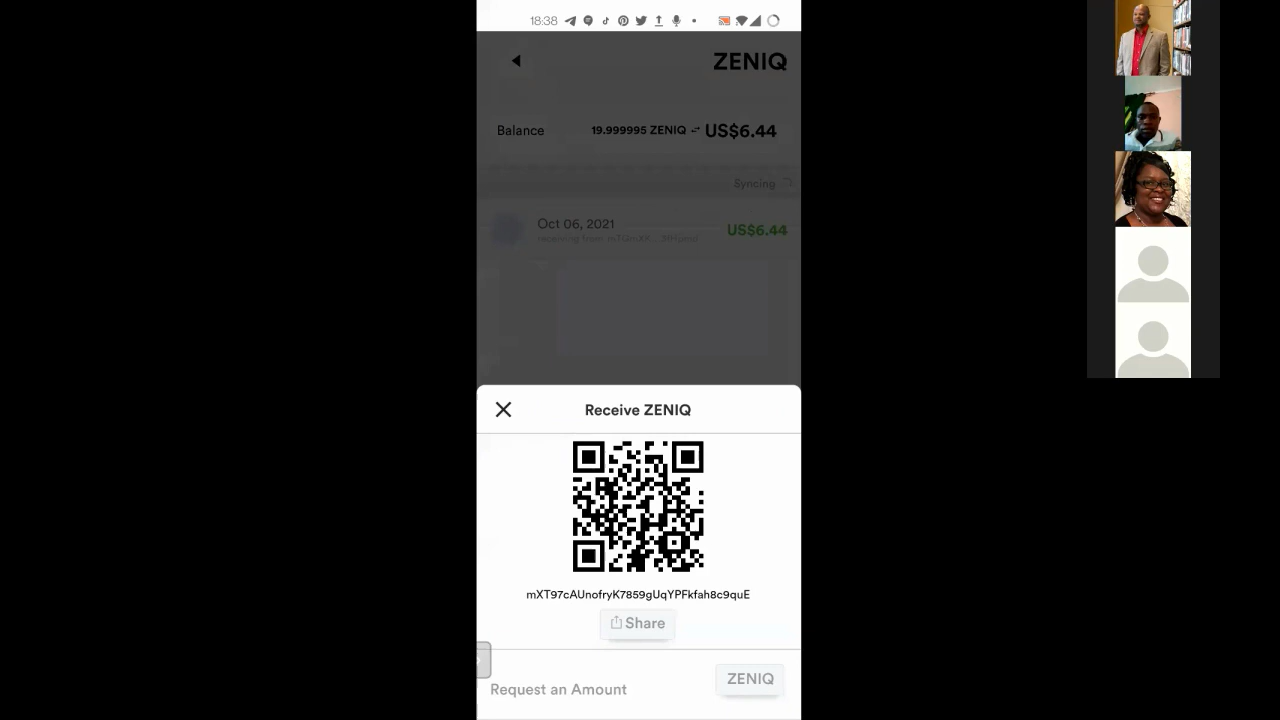 18:38
ZENIQ
Balance 19.999995 ZENIQ US$6.44
Syncing
Oct 06, 2021
US$6.44
Receive ZENIQ
mXT97cAUnofryK7859gUqYPFkfah8c9quE
Share
Request an Amount ZENIQ